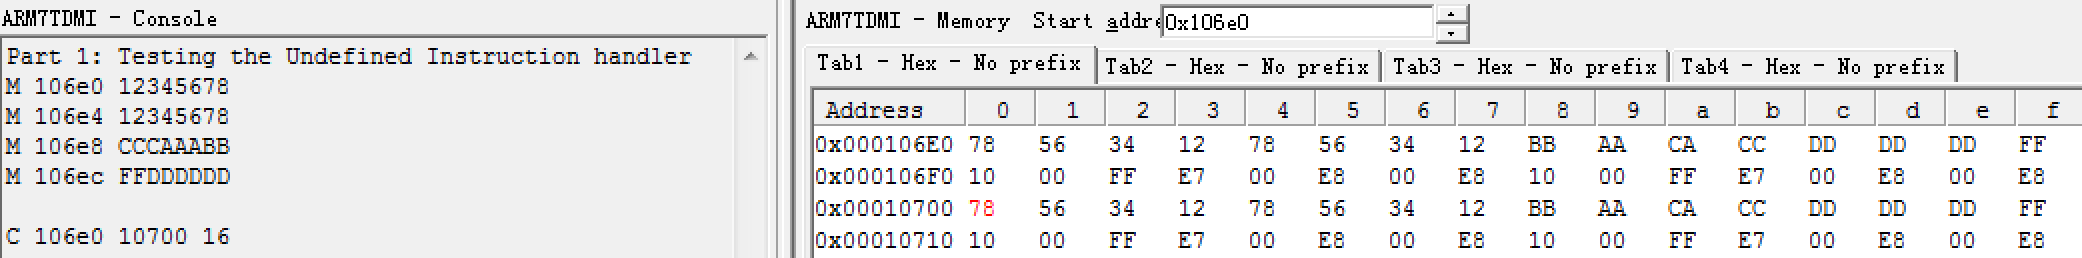 ARM7TDMI - Console
Part 1: Testing the Undefined Instruction handler
M 106e0 12345678
M 106e4 12345678
M 106e8 CCCAAABB
M 106ec FFDDDDDD
C 106e0 10700 16
ARM7TDMI - Memory Start addre 0x106e0
Tab1 - Hex - No prefix Tab2 - Hex - No prefix Tab3 - Hex - No prefix Tab4 - Hex - No prefix
Address 0 1 2 3 4 5 6 7 8 9 a b c d e f
0x000106E0 78 56 34 12 78 56 34 12 BB AA CA CC DD DD DD FF
0x000106F0 10 00 FF E7 00 E8 00 E8 10 00 FF E7 00 E8 00 E8
0x00010700 78 56 34 12 78 56 34 12 BB AA CA CC DD DD DD FF
0x00010710 10 00 FF E7 00 E8 00 E8 10 00 FF E7 00 E8 00 E8